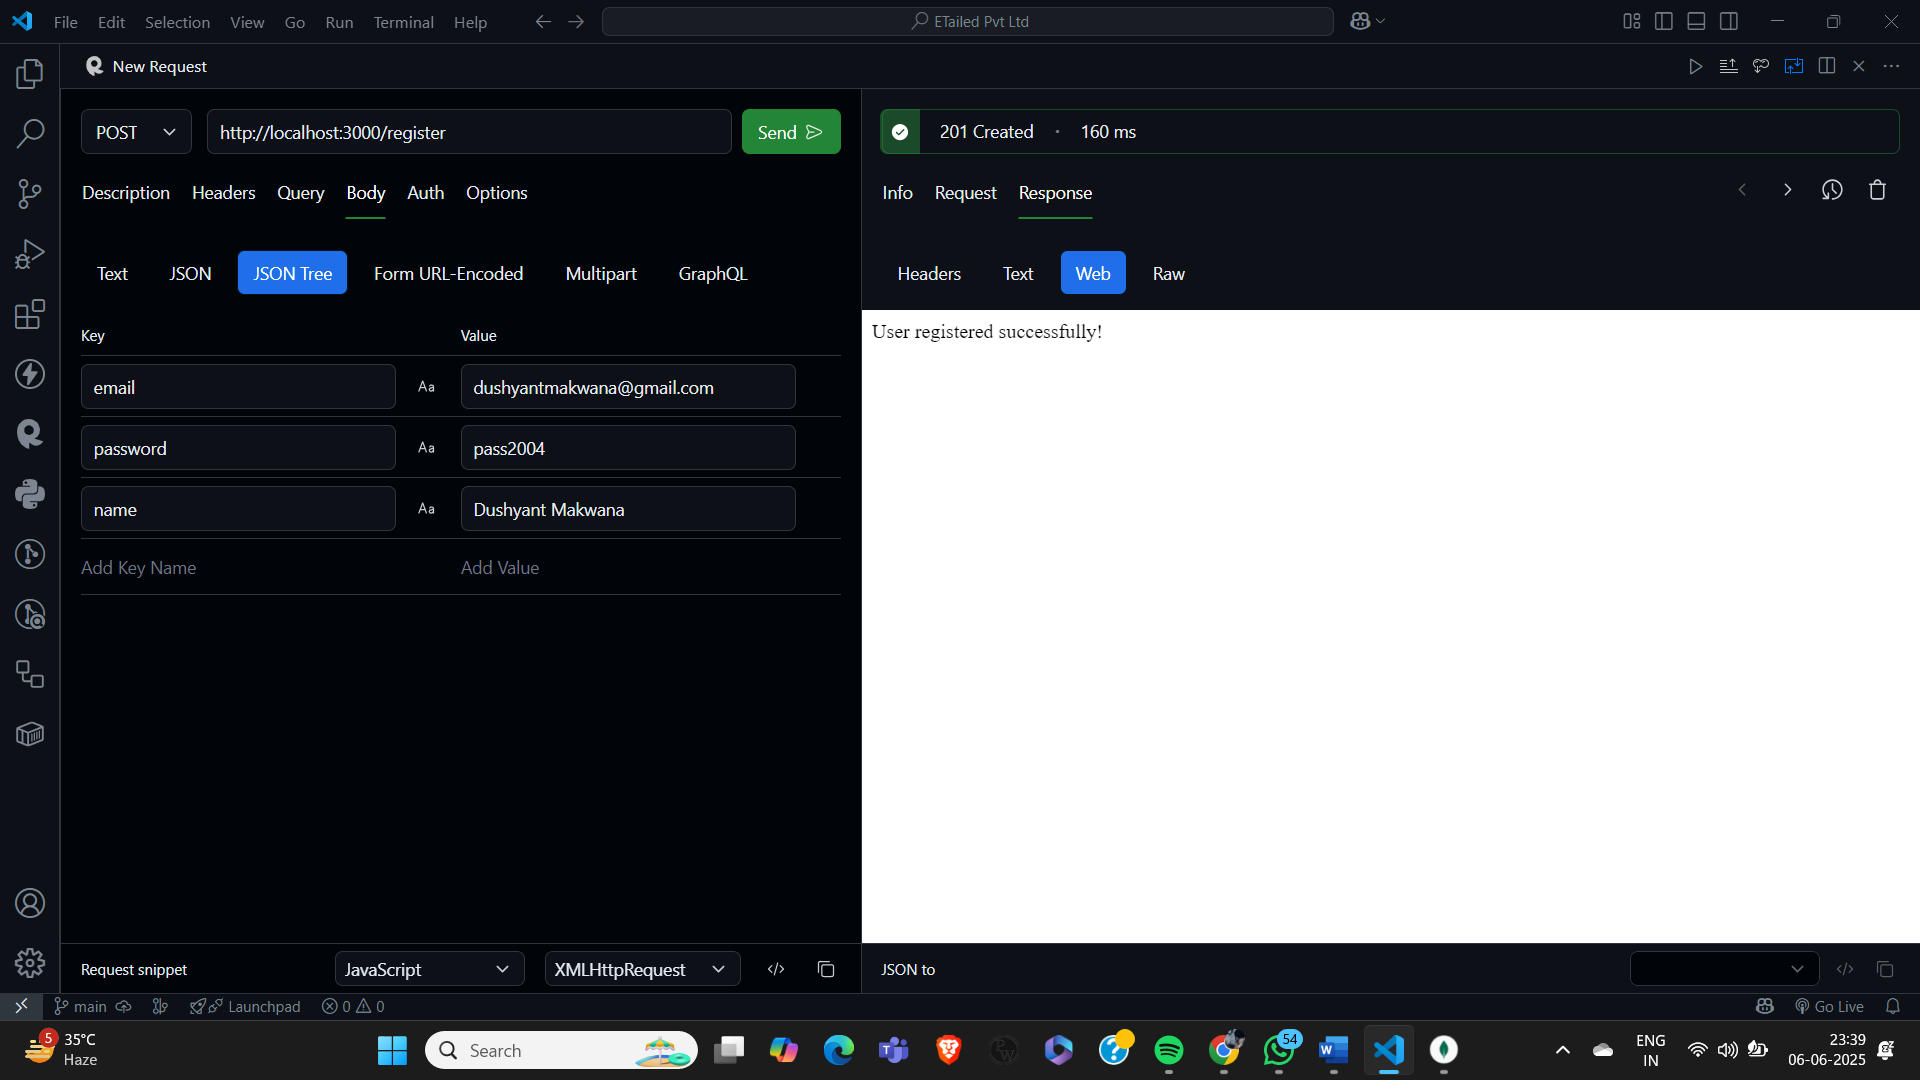 File Edit Selection View Go Run Terminal Help
ETailed Pvt Ltd
New Request
POST
http://localhost:3000/register
Send
Description Headers Query Body Auth Options
Text JSON JSON Tree Form URL-Encoded Multipart GraphQL
Key Value
email Aa dushyantmakwana@gmail.com
password Aa pass2004
name Aa Dushyant Makwana
Add Key Name Add Value
Request snippet JavaScript XMLHttpRequest
201 Created · 160 ms
Info Request Response
Headers Text Web Raw
User registered successfully!
JSON to
main Launchpad 0 0 Go Live
5 35°C
Haze
Search
54
ENG
IN
23:39
06-06-2025